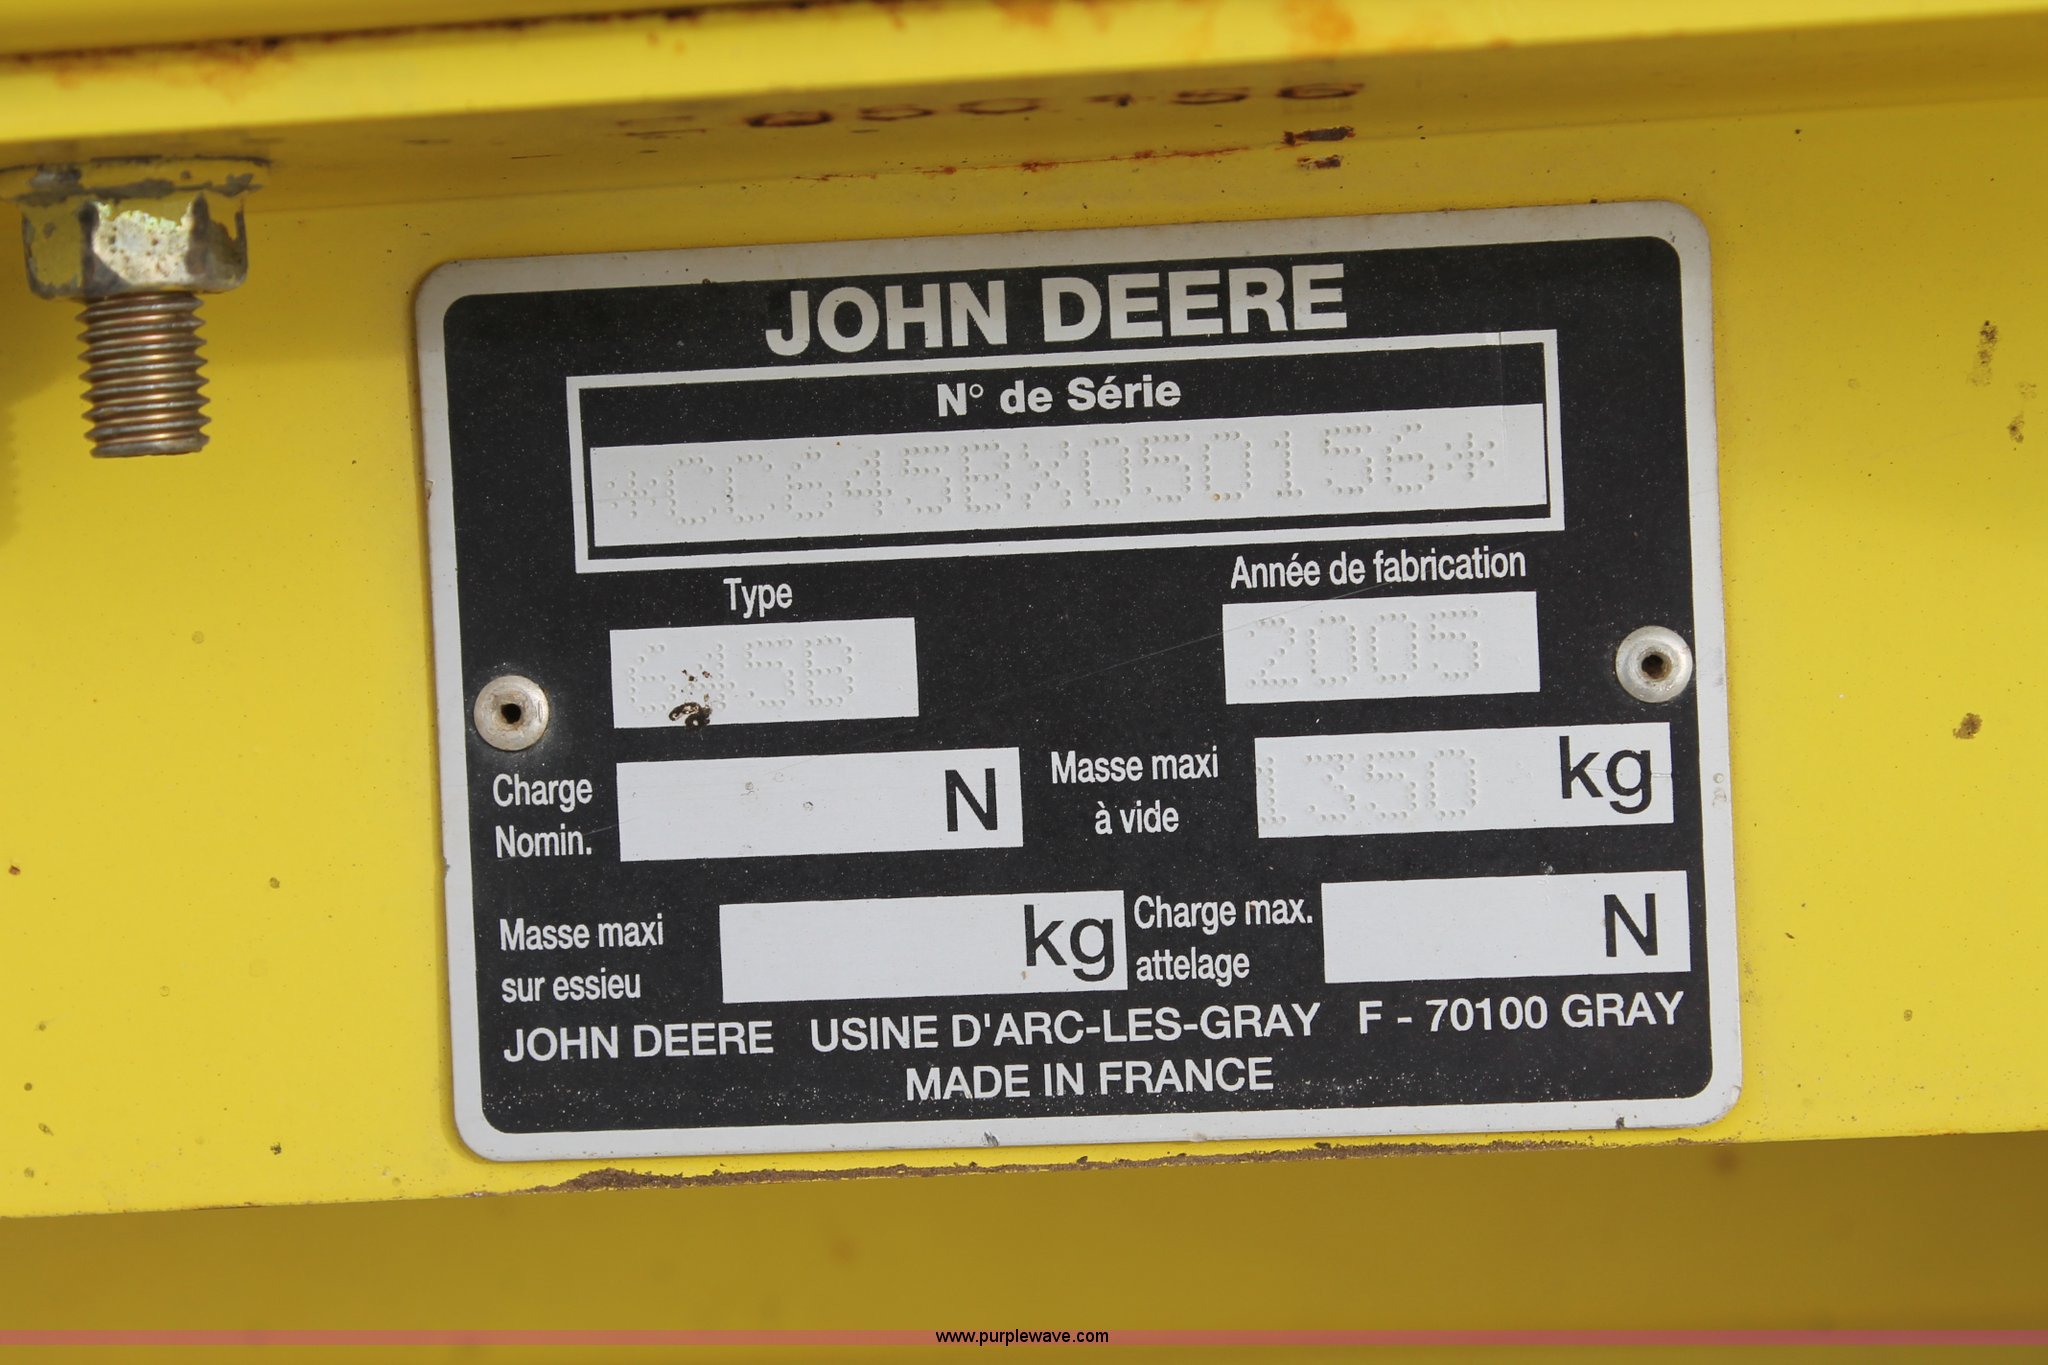 JOHN DEERE
N° de Série
*CC645BX050156*
Type
Année de fabrication
645B
2005
Charge
Nomin.
N
Masse maxi
à vide
1350 kg
Masse maxi
sur essieu
kg
Charge max.
attelage
N
JOHN DEERE USINE D'ARC-LES-GRAY F - 70100 GRAY
MADE IN FRANCE
www.purplewave.com